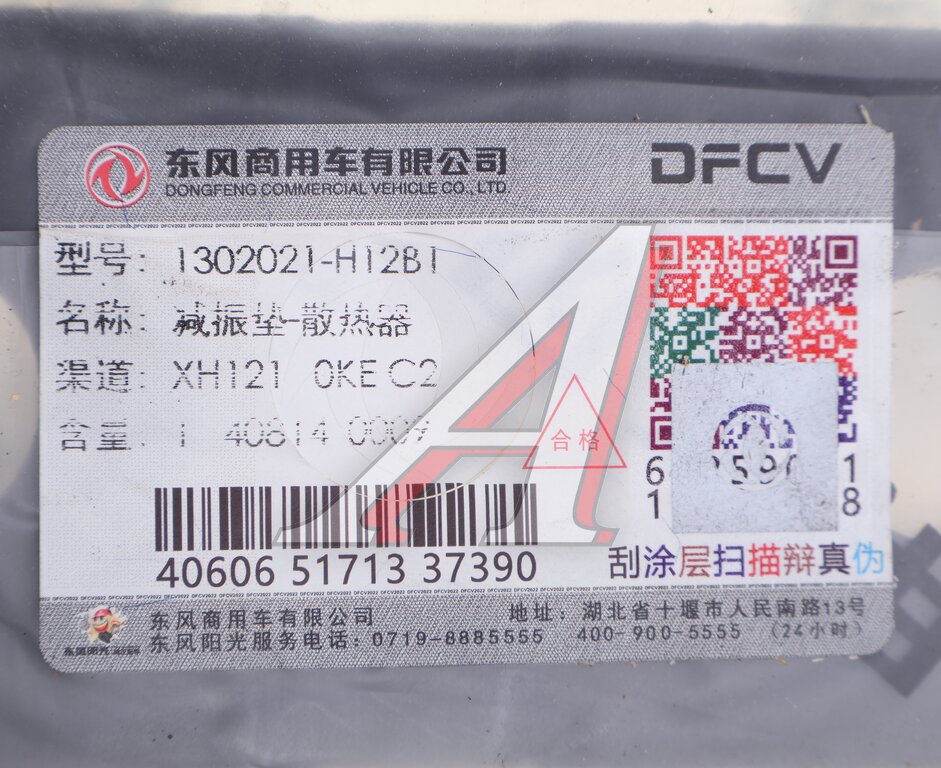 东风商用车有限公司
DONGFENG COMMERCIAL VEHICLE CO., LTD.
DFCV
型号: 1302021-H12B1
名称: 减振垫-散热器
渠道: XH121 0KE C2
含量: 1 40814 0009
合格
40606 51713 37390
刮涂层扫描辩真伪
东风商用车有限公司
地址: 湖北省十堰市人民南路13号
东风阳光服务电话: 0719-8885555 400-900-5555 (24小时)